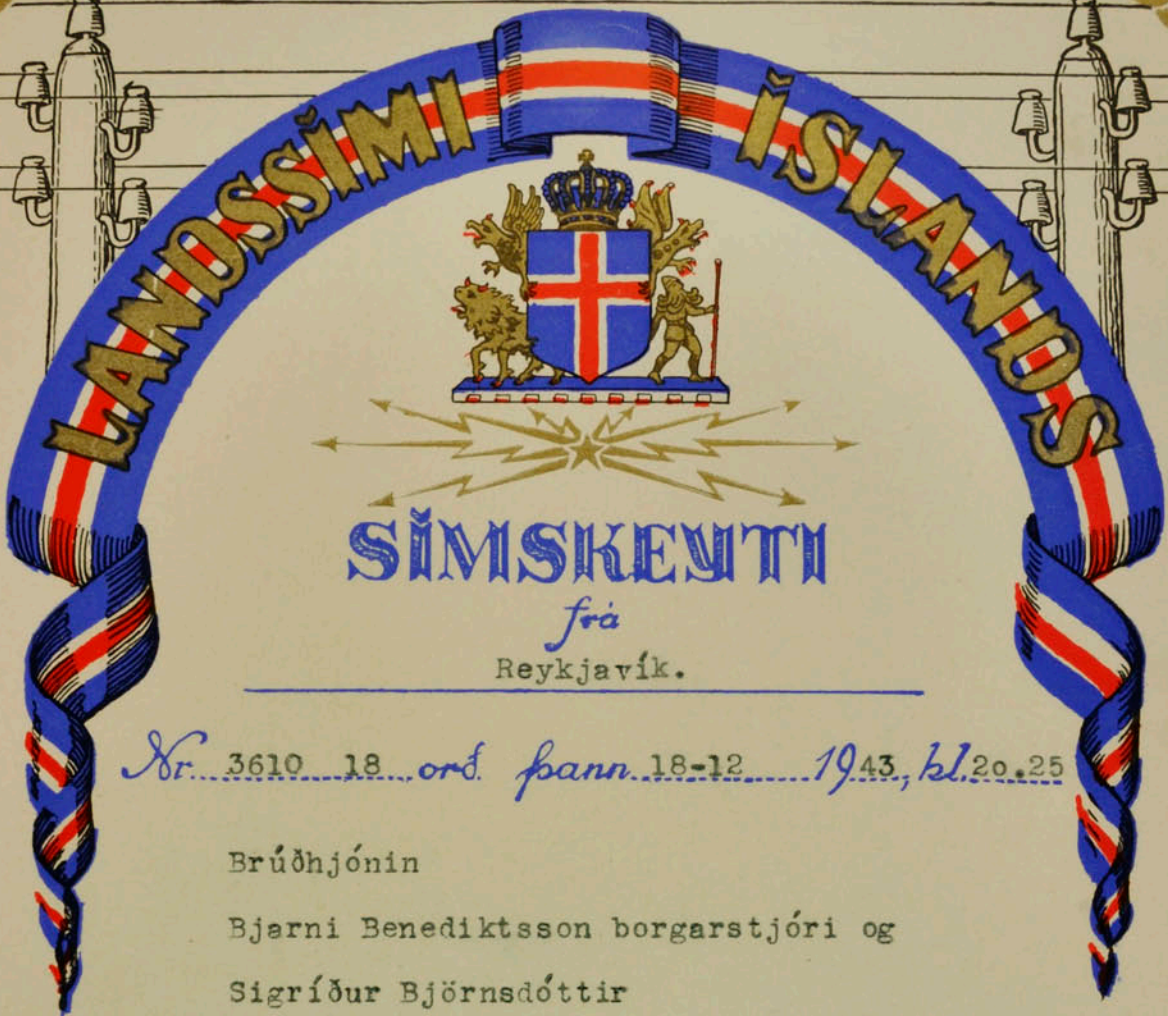 LANDSSÍMI ÍSLANDS
SÍMSKEYTI
frá
Reykjavík.
Nr. 3610 18 orð. þann 18-12 1943, kl. 20.25
Brúðhjónin
Bjarni Benediktsson borgarstjóri og
Sigríður Björnsdóttir